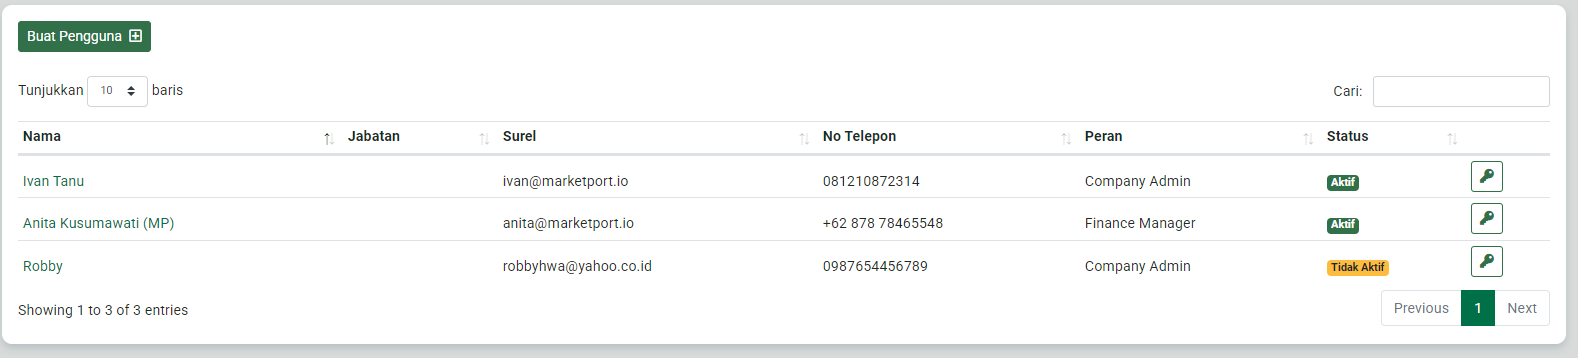 Buat Pengguna
Tunjukkan 10 baris
Cari:
Nama Jabatan Surel No Telepon Peran Status
Ivan Tanu ivan@marketport.io 081210872314 Company Admin Aktif
Anita Kusumawati (MP) anita@marketport.io +62 878 78465548 Finance Manager Aktif
Robby robbyhwa@yahoo.co.id 0987654456789 Company Admin Tidak Aktif
Showing 1 to 3 of 3 entries
Previous 1 Next